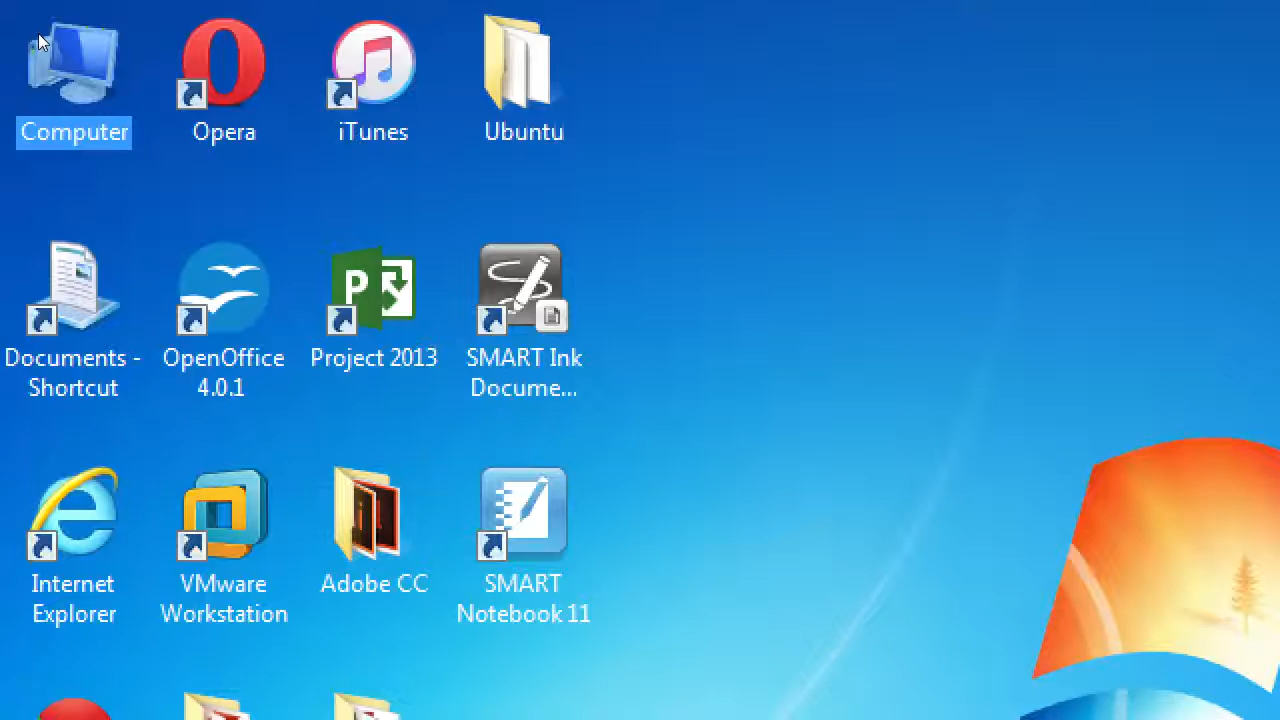 Computer
Opera
iTunes
Ubuntu
Documents -
Shortcut
OpenOffice
4.0.1
Project 2013
SMART Ink
Docume...
Internet
Explorer
VMware
Workstation
Adobe CC
SMART
Notebook 11